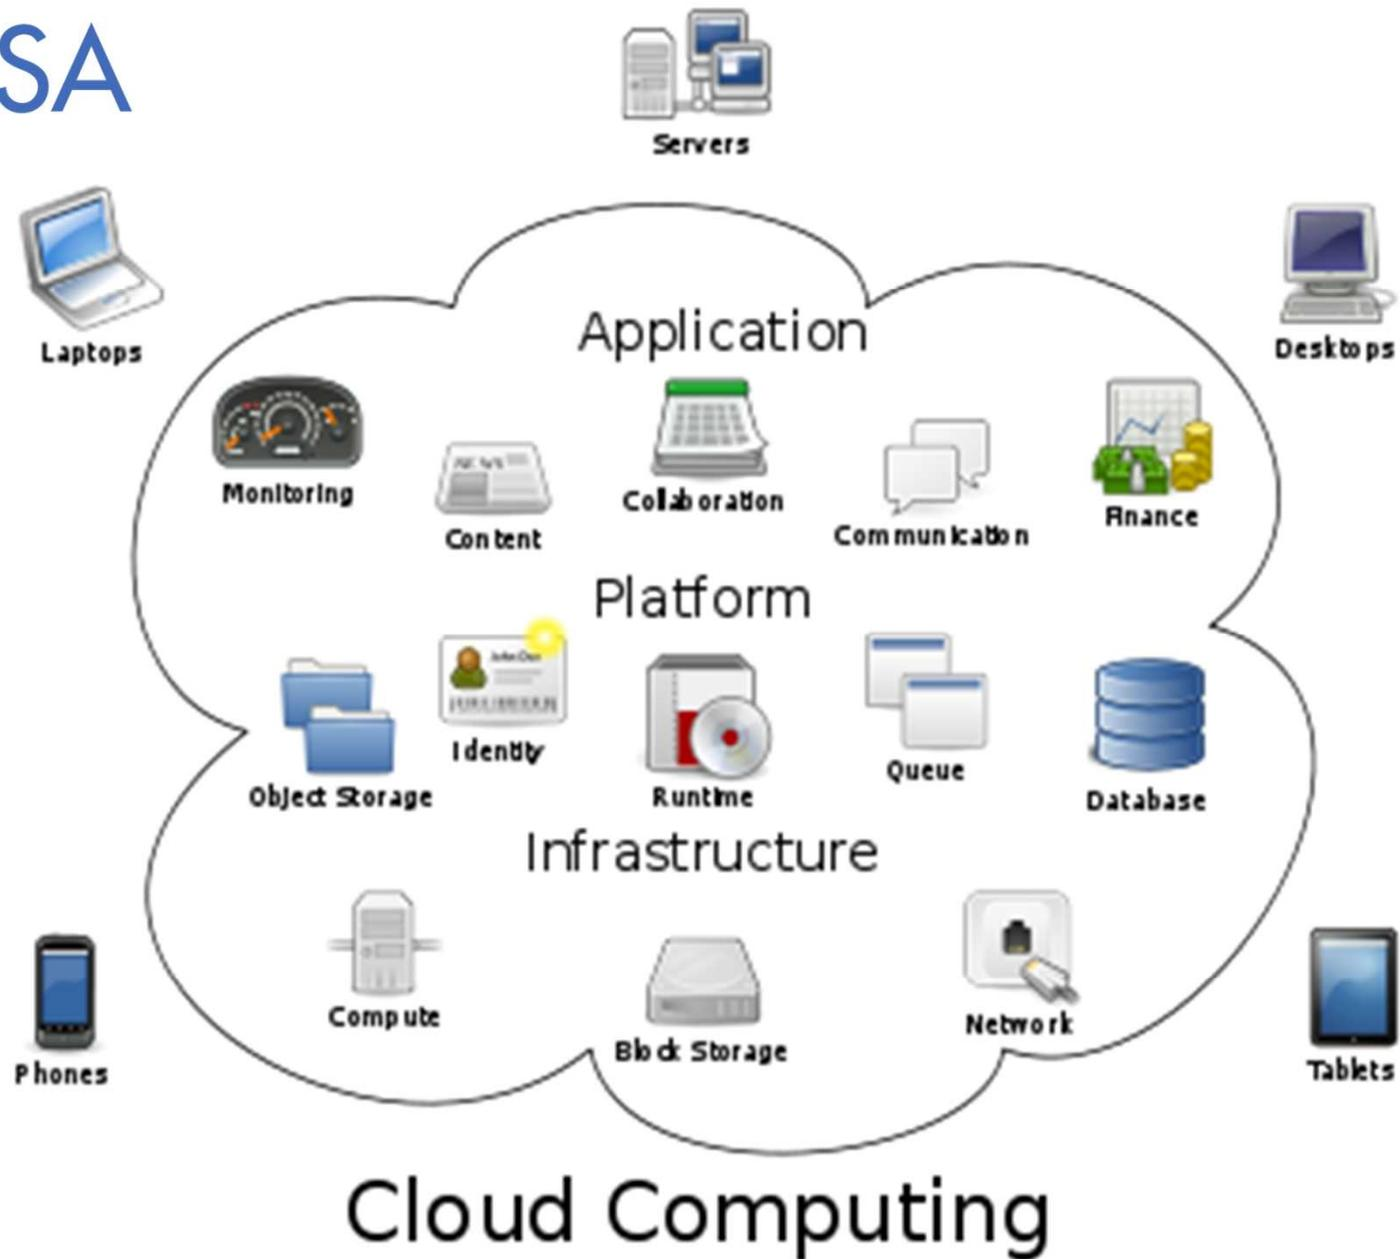 SA
Servers
Laptops
Desktops
Application
Monitoring
Content
Collaboration
Communication
Finance
Platform
Object Storage
Identity
Runtime
Queue
Database
Infrastructure
Compute
Block Storage
Network
Phones
Tablets
Cloud Computing